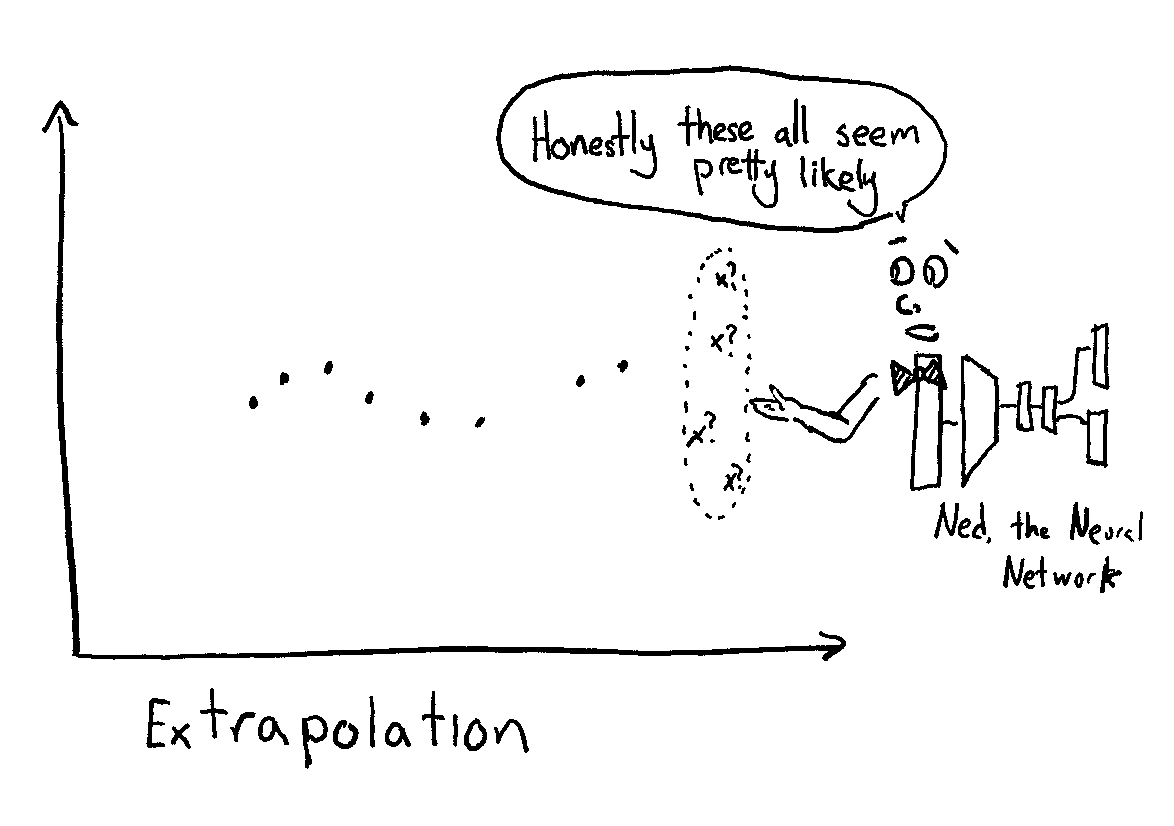 Honestly these all seem
pretty likely
x?
x?
x?
x?
Ned, the Neural
Network
Extrapolation